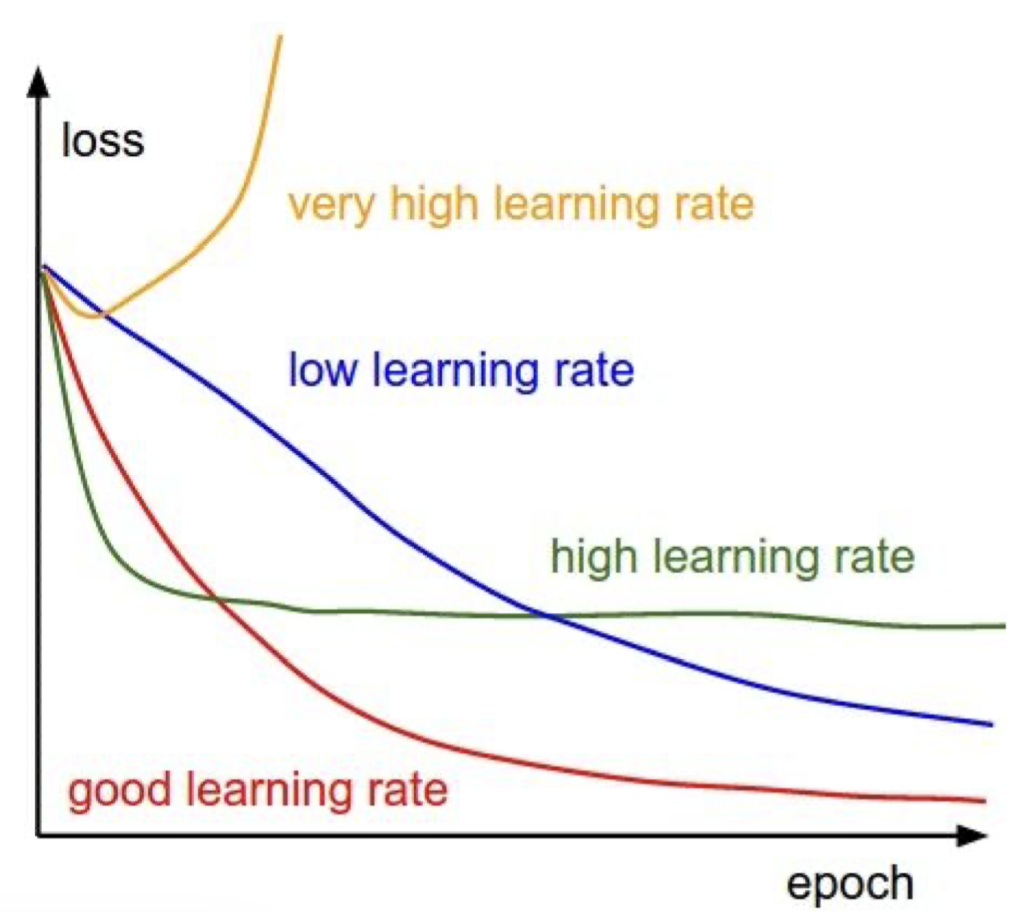 loss
very high learning rate
low learning rate
high learning rate
good learning rate
epoch